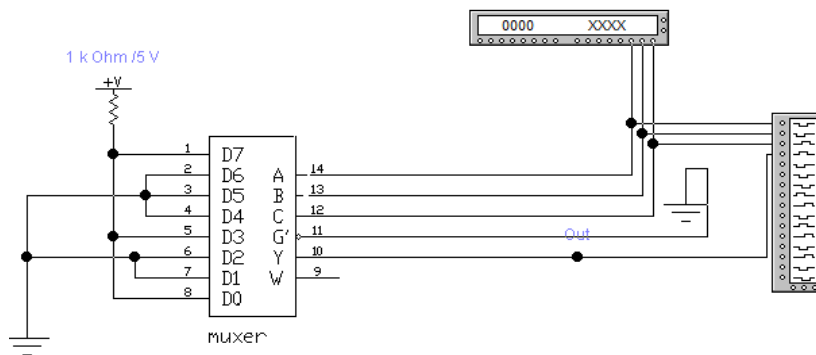 0000 XXXX
1 k Ohm /5 V
+V
1 D7
2 D6 A 14
3 D5 B 13
4 D4 C 12
5 D3 G' 11
6 D2 Y 10
7 D1 W 9
8 D0
Out
muxer